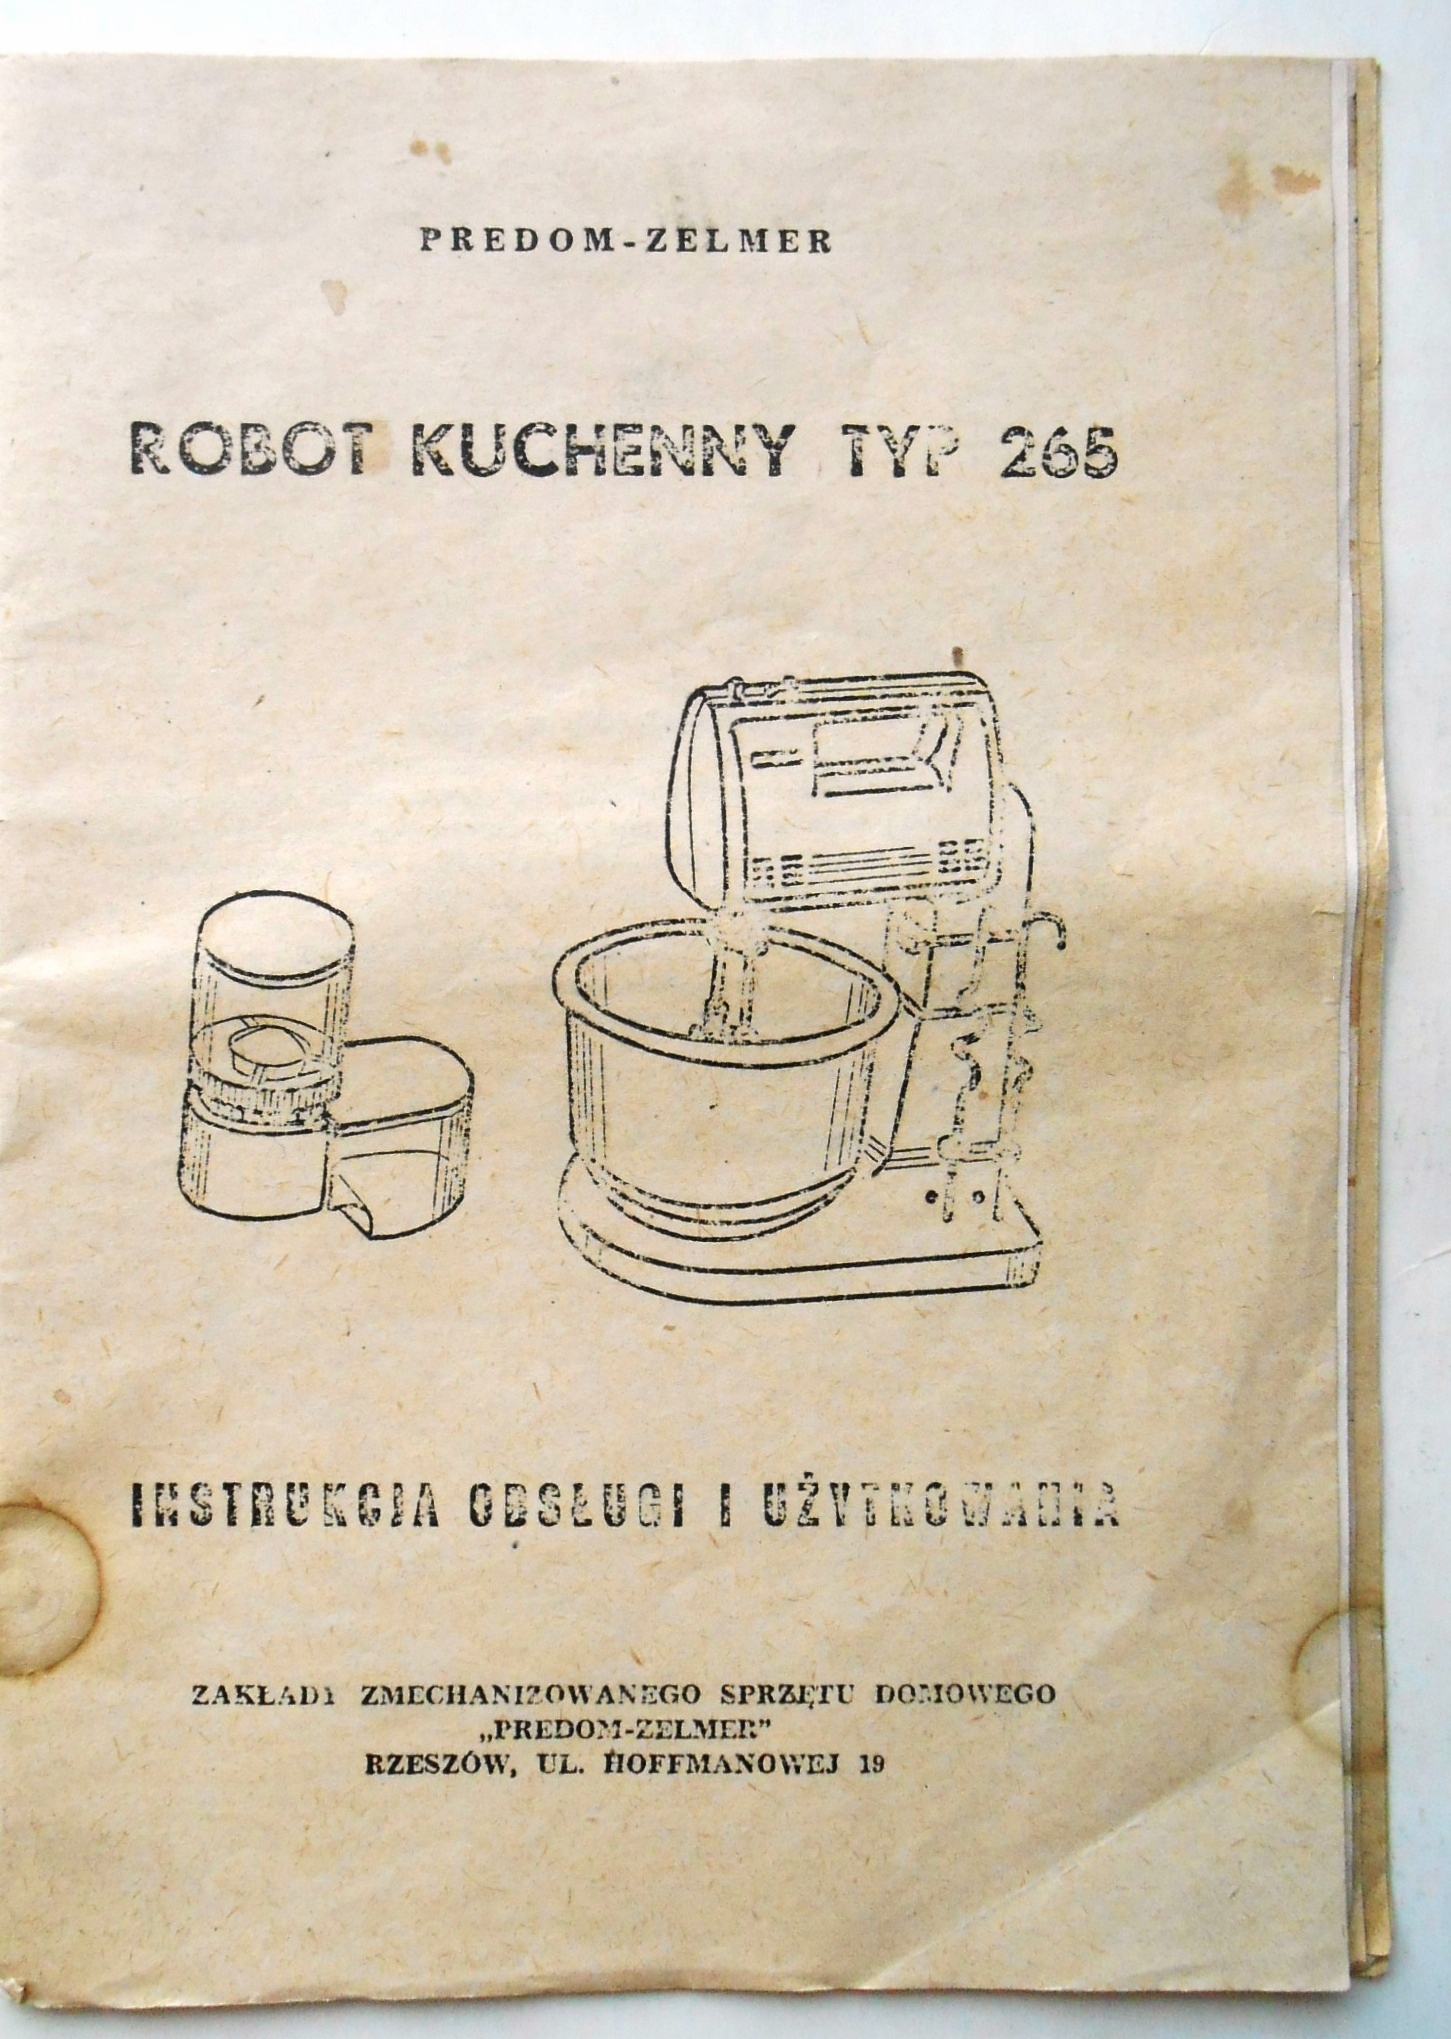 PREDOM-ZELMER
ROBOT KUCHENNY TYP 265
INSTRUKCJA OBSŁUGI I UŻYTKOWANIA
ZAKŁADY ZMECHANIZOWANEGO SPRZĘTU DOMOWEGO
„PREDOM-ZELMER”
RZESZÓW, UL. HOFFMANOWEJ 19